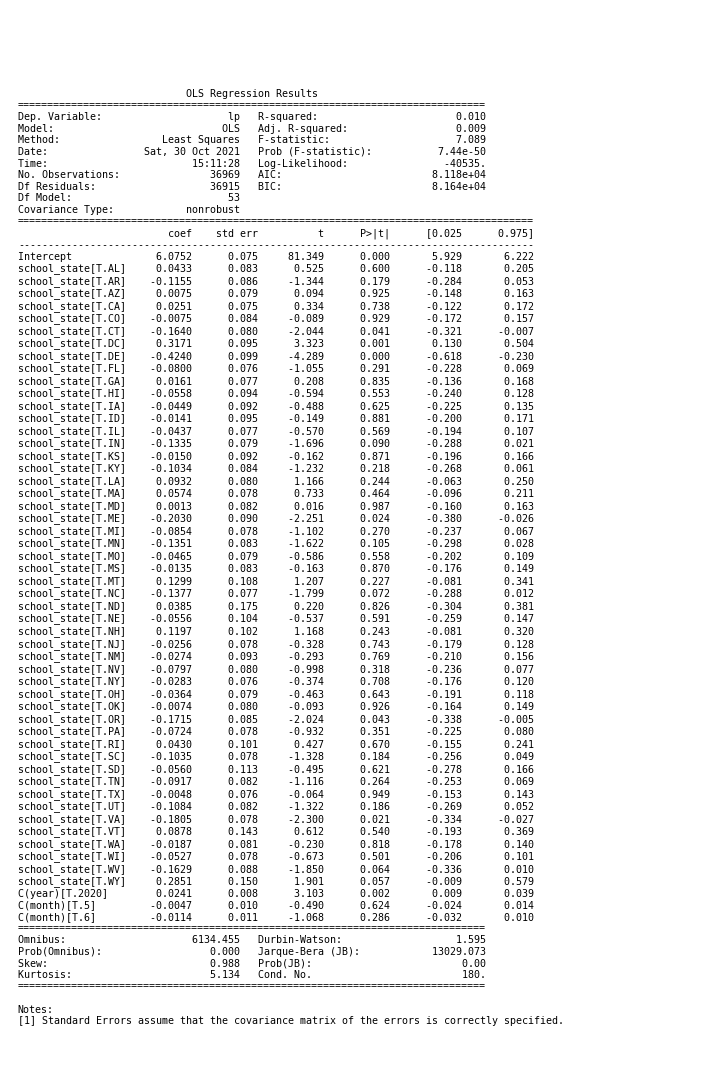 OLS Regression Results
==============================================================================
Dep. Variable: lp R-squared: 0.010
Model: OLS Adj. R-squared: 0.009
Method: Least Squares F-statistic: 7.089
Date: Sat, 30 Oct 2021 Prob (F-statistic): 7.44e-50
Time: 15:11:28 Log-Likelihood: -40535.
No. Observations: 36969 AIC: 8.118e+04
Df Residuals: 36915 BIC: 8.164e+04
Df Model: 53
Covariance Type: nonrobust
======================================================================================
coef std err t P>|t| [0.025 0.975]
--------------------------------------------------------------------------------------
Intercept 6.0752 0.075 81.349 0.000 5.929 6.222
school_state[T.AL] 0.0433 0.083 0.525 0.600 -0.118 0.205
school_state[T.AR] -0.1155 0.086 -1.344 0.179 -0.284 0.053
school_state[T.AZ] 0.0075 0.079 0.094 0.925 -0.148 0.163
school_state[T.CA] 0.0251 0.075 0.334 0.738 -0.122 0.172
school_state[T.CO] -0.0075 0.084 -0.089 0.929 -0.172 0.157
school_state[T.CT] -0.1640 0.080 -2.044 0.041 -0.321 -0.007
school_state[T.DC] 0.3171 0.095 3.323 0.001 0.130 0.504
school_state[T.DE] -0.4240 0.099 -4.289 0.000 -0.618 -0.230
school_state[T.FL] -0.0800 0.076 -1.055 0.291 -0.228 0.069
school_state[T.GA] 0.0161 0.077 0.208 0.835 -0.136 0.168
school_state[T.HI] -0.0558 0.094 -0.594 0.553 -0.240 0.128
school_state[T.IA] -0.0449 0.092 -0.488 0.625 -0.225 0.135
school_state[T.ID] -0.0141 0.095 -0.149 0.881 -0.200 0.171
school_state[T.IL] -0.0437 0.077 -0.570 0.569 -0.194 0.107
school_state[T.IN] -0.1335 0.079 -1.696 0.090 -0.288 0.021
school_state[T.KS] -0.0150 0.092 -0.162 0.871 -0.196 0.166
school_state[T.KY] -0.1034 0.084 -1.232 0.218 -0.268 0.061
school_state[T.LA] 0.0932 0.080 1.166 0.244 -0.063 0.250
school_state[T.MA] 0.0574 0.078 0.733 0.464 -0.096 0.211
school_state[T.MD] 0.0013 0.082 0.016 0.987 -0.160 0.163
school_state[T.ME] -0.2030 0.090 -2.251 0.024 -0.380 -0.026
school_state[T.MI] -0.0854 0.078 -1.102 0.270 -0.237 0.067
school_state[T.MN] -0.1351 0.083 -1.622 0.105 -0.298 0.028
school_state[T.MO] -0.0465 0.079 -0.586 0.558 -0.202 0.109
school_state[T.MS] -0.0135 0.083 -0.163 0.870 -0.176 0.149
school_state[T.MT] 0.1299 0.108 1.207 0.227 -0.081 0.341
school_state[T.NC] -0.1377 0.077 -1.799 0.072 -0.288 0.012
school_state[T.ND] 0.0385 0.175 0.220 0.826 -0.304 0.381
school_state[T.NE] -0.0556 0.104 -0.537 0.591 -0.259 0.147
school_state[T.NH] 0.1197 0.102 1.168 0.243 -0.081 0.320
school_state[T.NJ] -0.0256 0.078 -0.328 0.743 -0.179 0.128
school_state[T.NM] -0.0274 0.093 -0.293 0.769 -0.210 0.156
school_state[T.NV] -0.0797 0.080 -0.998 0.318 -0.236 0.077
school_state[T.NY] -0.0283 0.076 -0.374 0.708 -0.176 0.120
school_state[T.OH] -0.0364 0.079 -0.463 0.643 -0.191 0.118
school_state[T.OK] -0.0074 0.080 -0.093 0.926 -0.164 0.149
school_state[T.OR] -0.1715 0.085 -2.024 0.043 -0.338 -0.005
school_state[T.PA] -0.0724 0.078 -0.932 0.351 -0.225 0.080
school_state[T.RI] 0.0430 0.101 0.427 0.670 -0.155 0.241
school_state[T.SC] -0.1035 0.078 -1.328 0.184 -0.256 0.049
school_state[T.SD] -0.0560 0.113 -0.495 0.621 -0.278 0.166
school_state[T.TN] -0.0917 0.082 -1.116 0.264 -0.253 0.069
school_state[T.TX] -0.0048 0.076 -0.064 0.949 -0.153 0.143
school_state[T.UT] -0.1084 0.082 -1.322 0.186 -0.269 0.052
school_state[T.VA] -0.1805 0.078 -2.300 0.021 -0.334 -0.027
school_state[T.VT] 0.0878 0.143 0.612 0.540 -0.193 0.369
school_state[T.WA] -0.0187 0.081 -0.230 0.818 -0.178 0.140
school_state[T.WI] -0.0527 0.078 -0.673 0.501 -0.206 0.101
school_state[T.WV] -0.1629 0.088 -1.850 0.064 -0.336 0.010
school_state[T.WY] 0.2851 0.150 1.901 0.057 -0.009 0.579
C(year)[T.2020] 0.0241 0.008 3.103 0.002 0.009 0.039
C(month)[T.5] -0.0047 0.010 -0.490 0.624 -0.024 0.014
C(month)[T.6] -0.0114 0.011 -1.068 0.286 -0.032 0.010
==============================================================================
Omnibus: 6134.455 Durbin-Watson: 1.595
Prob(Omnibus): 0.000 Jarque-Bera (JB): 13029.073
Skew: 0.988 Prob(JB): 0.00
Kurtosis: 5.134 Cond. No. 180.
==============================================================================
Notes:
[1] Standard Errors assume that the covariance matrix of the errors is correctly specified.